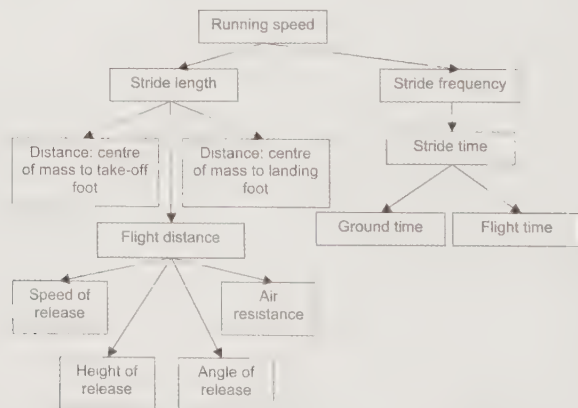 Running speed
Stride length
Stride frequency
Distance: centre
of mass to take-off
foot
Distance: centre
of mass to landing
foot
Stride time
Ground time
Flight time
Flight distance
Speed of
release
Air
resistance
Height of
release
Angle of
release